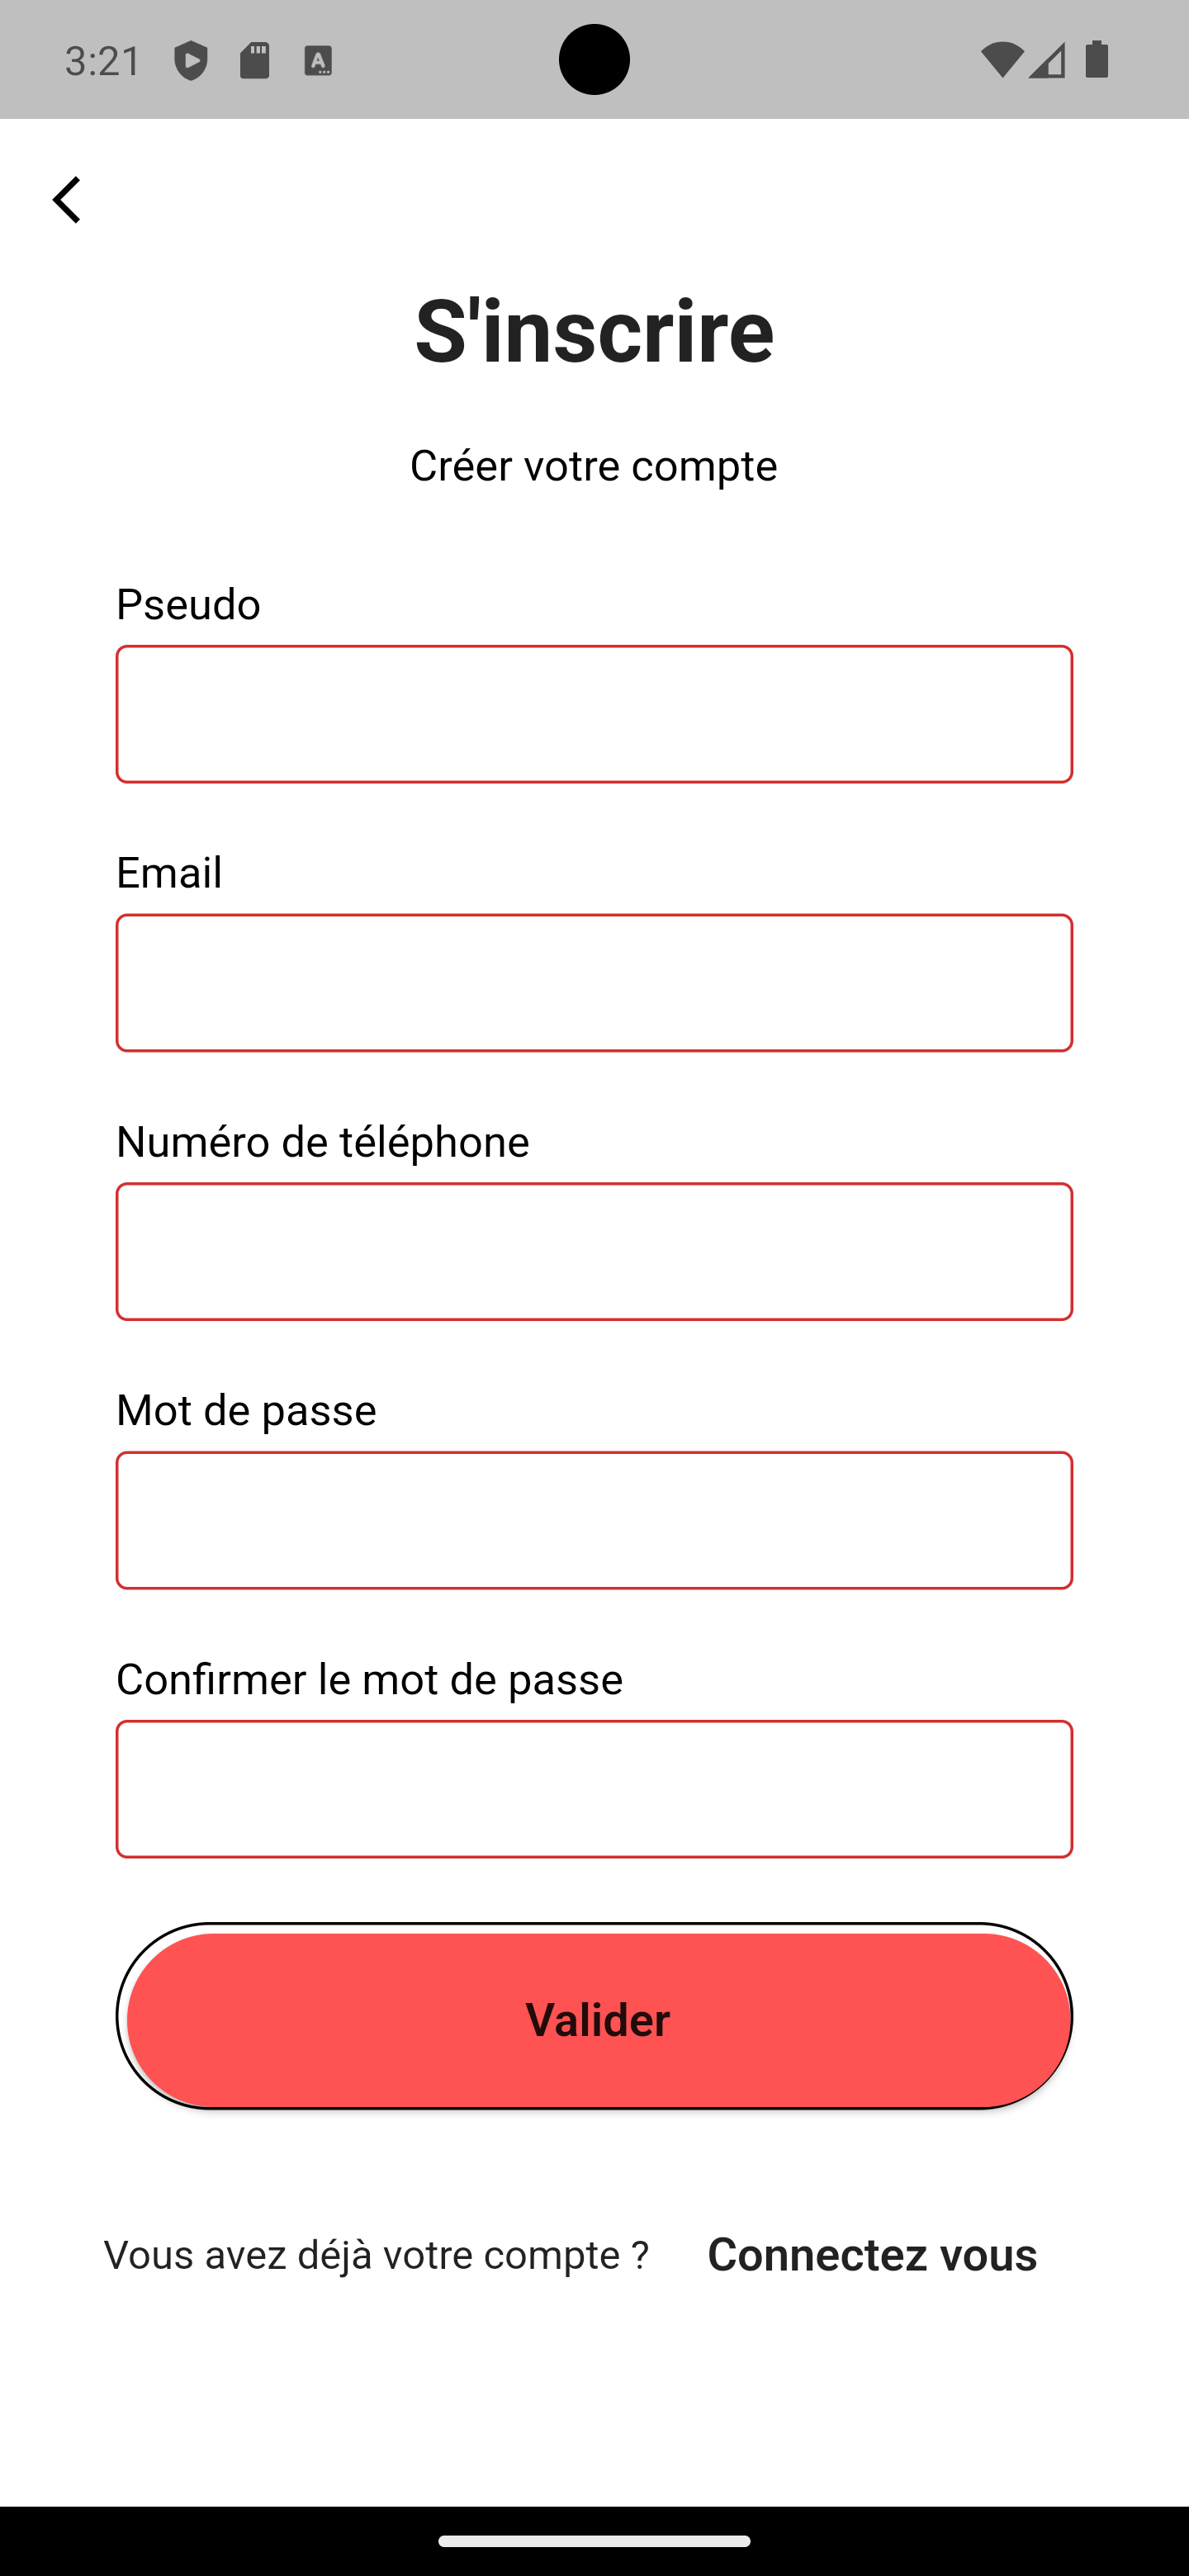 3:21
S'inscrire
Créer votre compte
Pseudo
Email
Numéro de téléphone
Mot de passe
Confirmer le mot de passe
Valider
Vous avez déjà votre compte ? Connectez vous